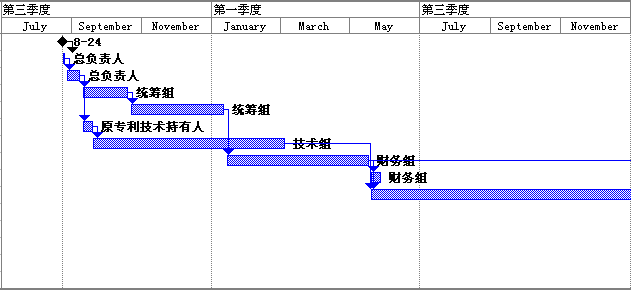 第三季度 第一季度 第三季度
July September November January March May July September November
8-24
总负责人
总负责人
统筹组
统筹组
原专利技术持有人
技术组
财务组
财务组